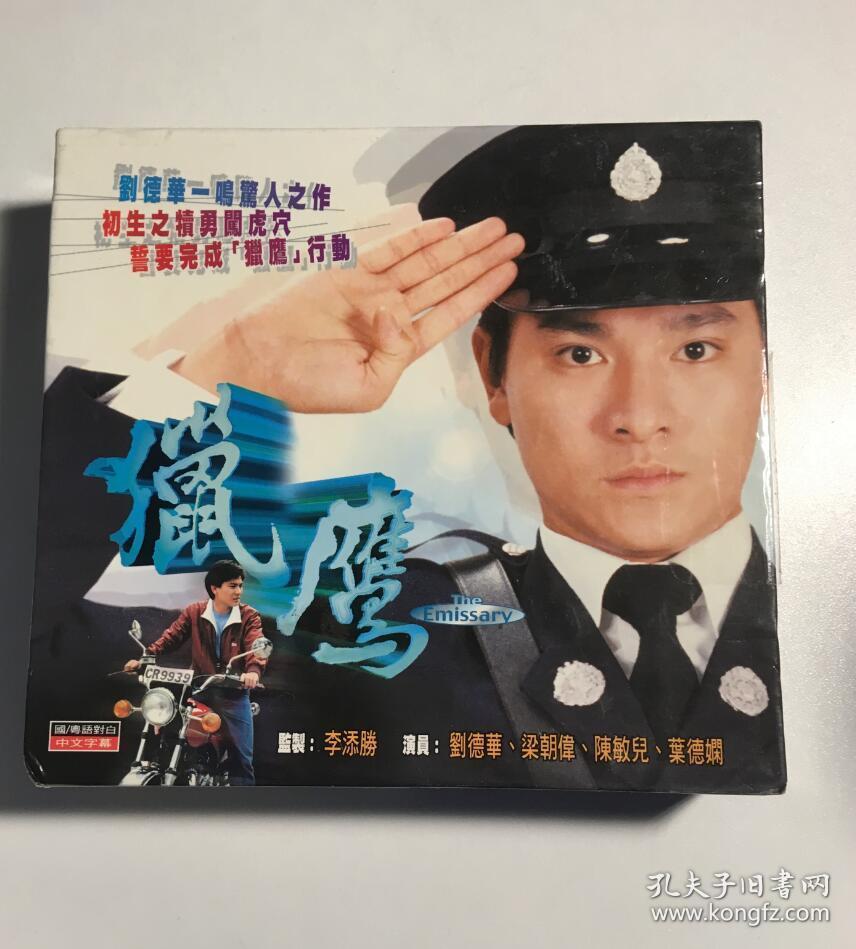 劉德華一鳴驚人之作
初生之犢勇闖虎穴
誓要完成「獵鷹」行動
獵鷹
The
Emissary
CR9939
國/粵語對白
中文字幕
監製：李添勝 演員：劉德華、梁朝偉、陳敏兒、葉德嫻
孔夫子旧书网
www.kongfz.com